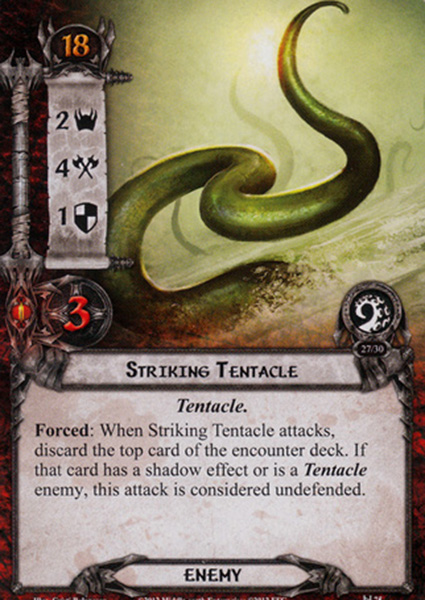 18
2
4
1
3
27/30
STRIKING TENTACLE
Tentacle.
Forced: When Striking Tentacle attacks,
discard the top card of the encounter deck. If
that card has a shadow effect or is a Tentacle
enemy, this attack is considered undefended.
ENEMY